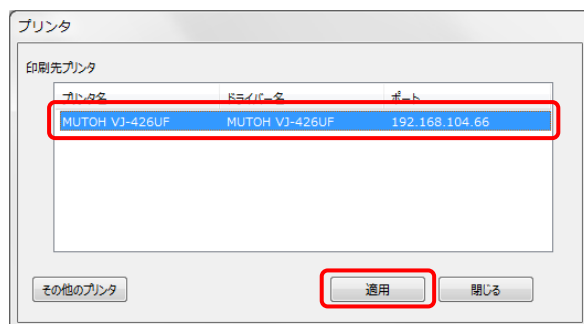 プリンタ
印刷先プリンタ
プリンタ名 ドライバー名 ポート
MUTOH VJ-426UF MUTOH VJ-426UF 192.168.104.66
その他のプリンタ 適用 閉じる